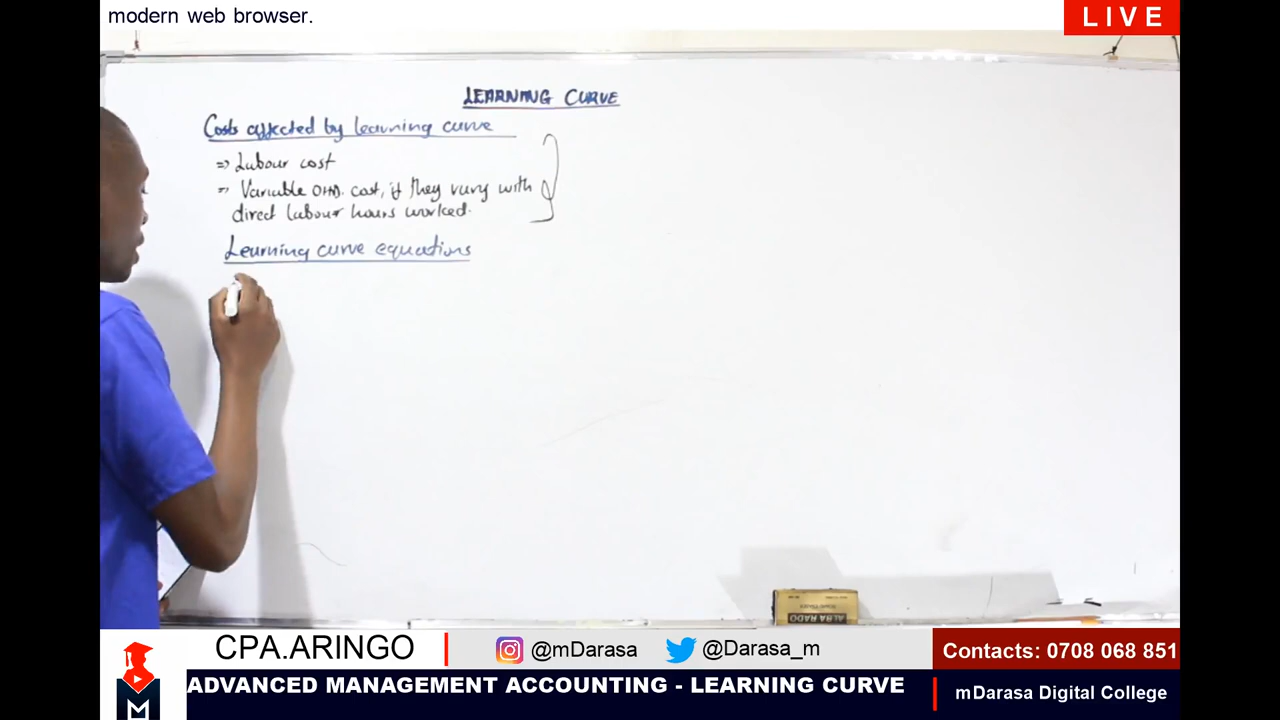 modern web browser.
LIVE
LEARNING CURVE
Costs affected by learning curve
=> Labour cost
=> Variable OHD. cost, if they vary with
direct labour hours worked.
Learning curve equations
CPA.ARINGO
@mDarasa
@Darasa_m
Contacts: 0708 068 851
ADVANCED MANAGEMENT ACCOUNTING - LEARNING CURVE
mDarasa Digital College